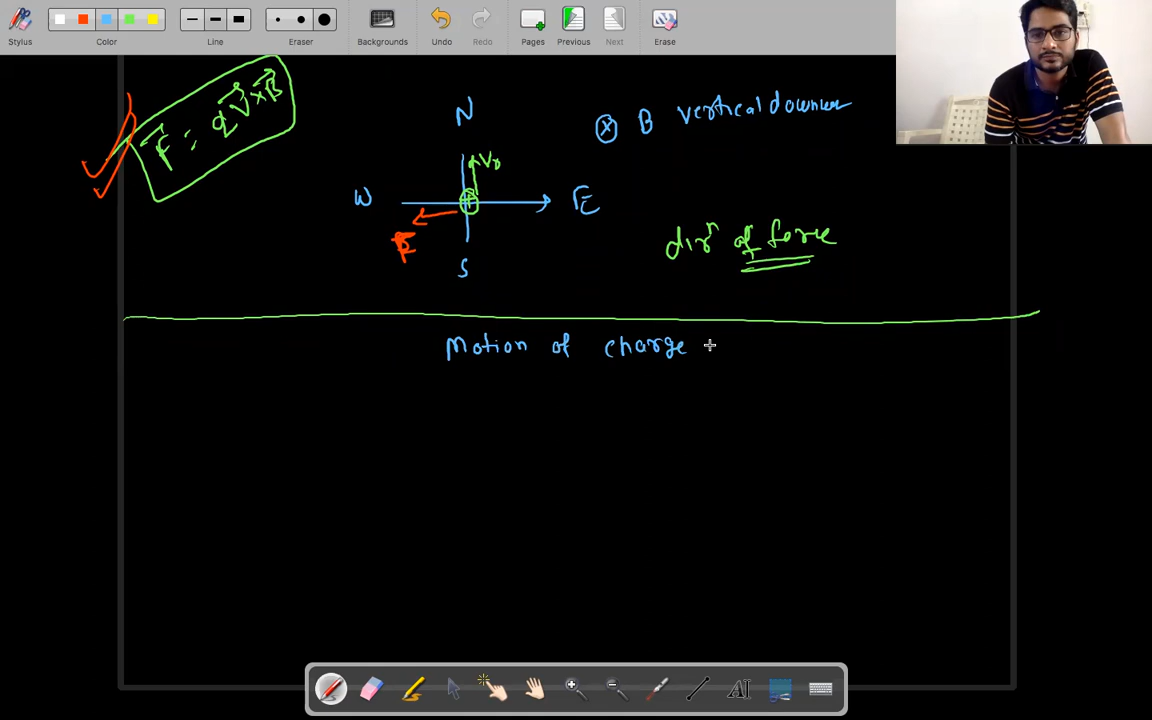 Stylus
Color
Line
Eraser
Backgrounds
Undo
Redo
Pages
Previous
Next
Erase
F⃗ = qV⃗×B⃗
N
V₀
W
E
F⃗
S
ⓧ B vertical
dirⁿ of force
Motion of charge
AI